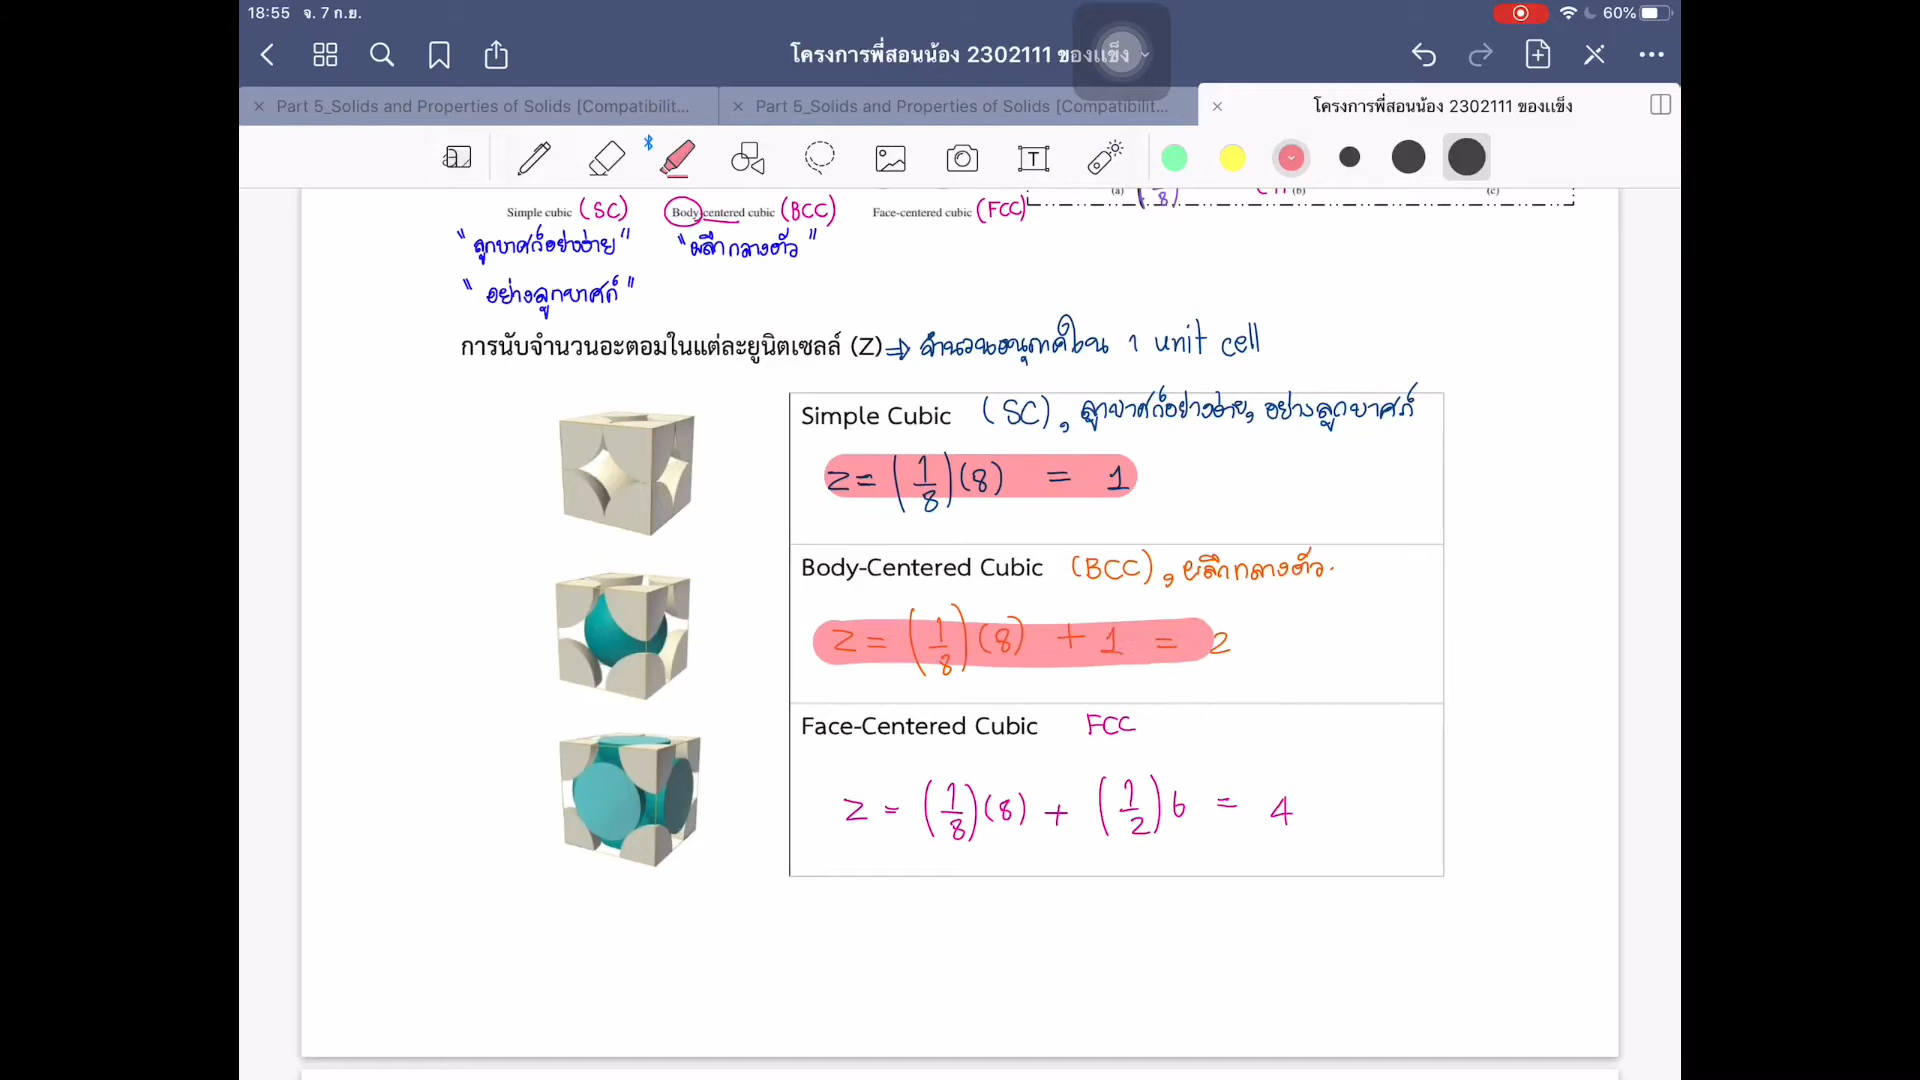 18:55 จ. 7 ก.ย.
60%
โครงการพี่สอนน้อง 2302111 ของแข็ง
Part 5_Solids and Properties of Solids [Compatibilit...
Part 5_Solids and Properties of Solids [Compatibilit...
โครงการพี่สอนน้อง 2302111 ของแข็ง
(a) (b) (c)
Simple cubic (SC) Body-centered cubic (BCC) Face-centered cubic (FCC)
"ลูกบาศก์อย่างง่าย" "ผลึกกลางตัว"
"อย่างลูกบาศก์"
การนับจำนวนอะตอมในแต่ละยูนิตเซลล์ (Z) ⇒ จำนวนอนุภาคใน 1 unit cell
Simple Cubic (SC), ลูกบาศก์อย่างง่าย, อย่างลูกบาศก์
Z = (1/8)(8) = 1
Body-Centered Cubic (BCC), ผลึกกลางตัว.
Z = (1/8)(8) + 1 = 2
Face-Centered Cubic FCC
Z = (1/8)(8) + (1/2)6 = 4